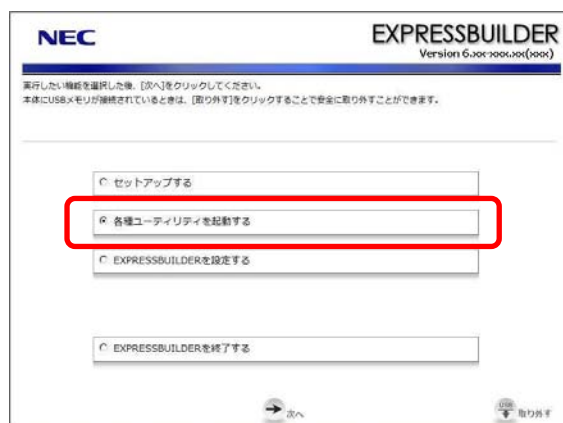 NEC
EXPRESSBUILDER
Version 6.xx-xxx.xx(xxx)
実行したい機能を選択した後、[次へ]をクリックしてください。
本体にUSBメモリが接続されているときは、[取り外す]をクリックすることで安全に取り外すことができます。
セットアップする
各種ユーティリティを起動する
EXPRESSBUILDERを設定する
EXPRESSBUILDERを終了する
次へ
USB
取り外す